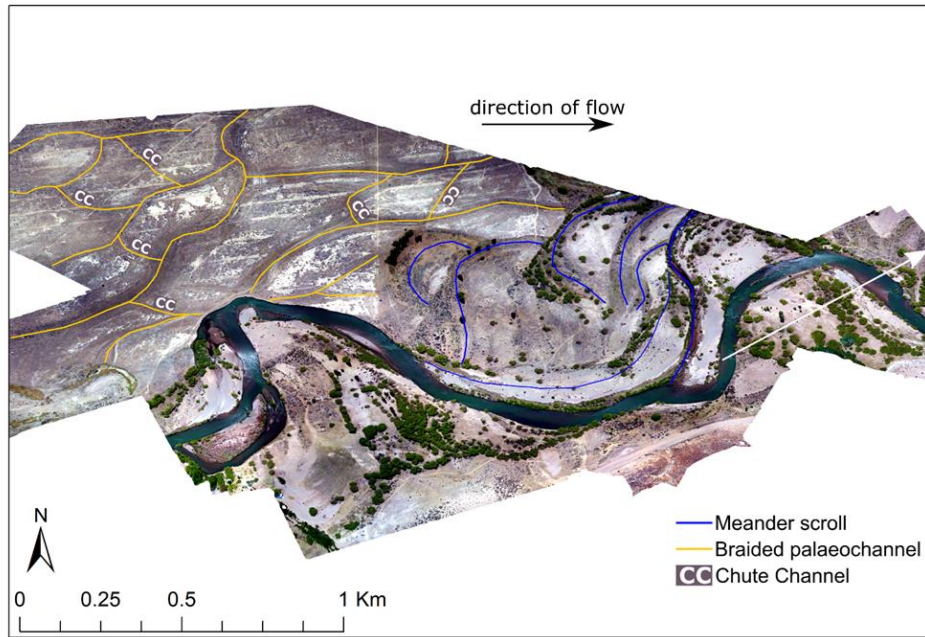 direction of flow
CC
CC
CC
CC
CC
CC
CC
N
Meander scroll
Braided palaeochannel
CC Chute Channel
0 0.25 0.5 1 Km